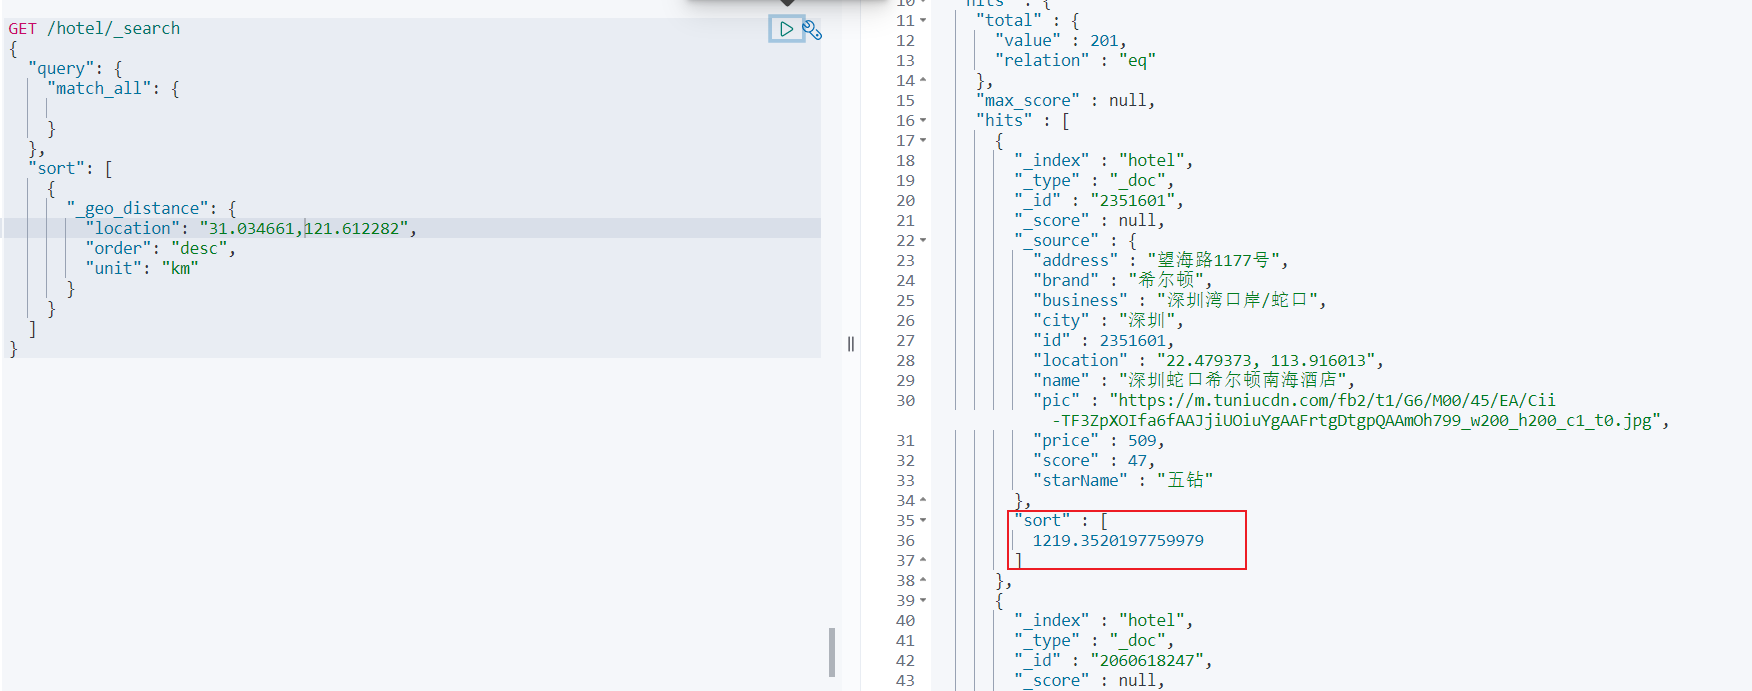 GET /hotel/_search
{
  "query": {
    "match_all": {

    }
  },
  "sort": [
    {
      "_geo_distance": {
        "location": "31.034661,121.612282",
        "order": "desc",
        "unit": "km"
      }
    }
  ]
}
10
"hits" : {
11 "total" : {
12 "value" : 201,
13 "relation" : "eq"
14 },
15 "max_score" : null,
16 "hits" : [
17 {
18 "_index" : "hotel",
19 "_type" : "_doc",
20 "_id" : "2351601",
21 "_score" : null,
22 "_source" : {
23 "address" : "望海路1177号",
24 "brand" : "希尔顿",
25 "business" : "深圳湾口岸/蛇口",
26 "city" : "深圳",
27 "id" : 2351601,
28 "location" : "22.479373, 113.916013",
29 "name" : "深圳蛇口希尔顿南海酒店",
30 "pic" : "https://m.tuniucdn.com/fb2/t1/G6/M00/45/EA/Cii
-TF3ZpXOIfa6fAAJjiUOiuYgAAFrtgDtgpQAAmOh799_w200_h200_c1_t0.jpg",
31 "price" : 509,
32 "score" : 47,
33 "starName" : "五钻"
34 },
35 "sort" : [
36 1219.3520197759979
37 ]
38 },
39 {
40 "_index" : "hotel",
41 "_type" : "_doc",
42 "_id" : "2060618247",
43 "_score" : null,